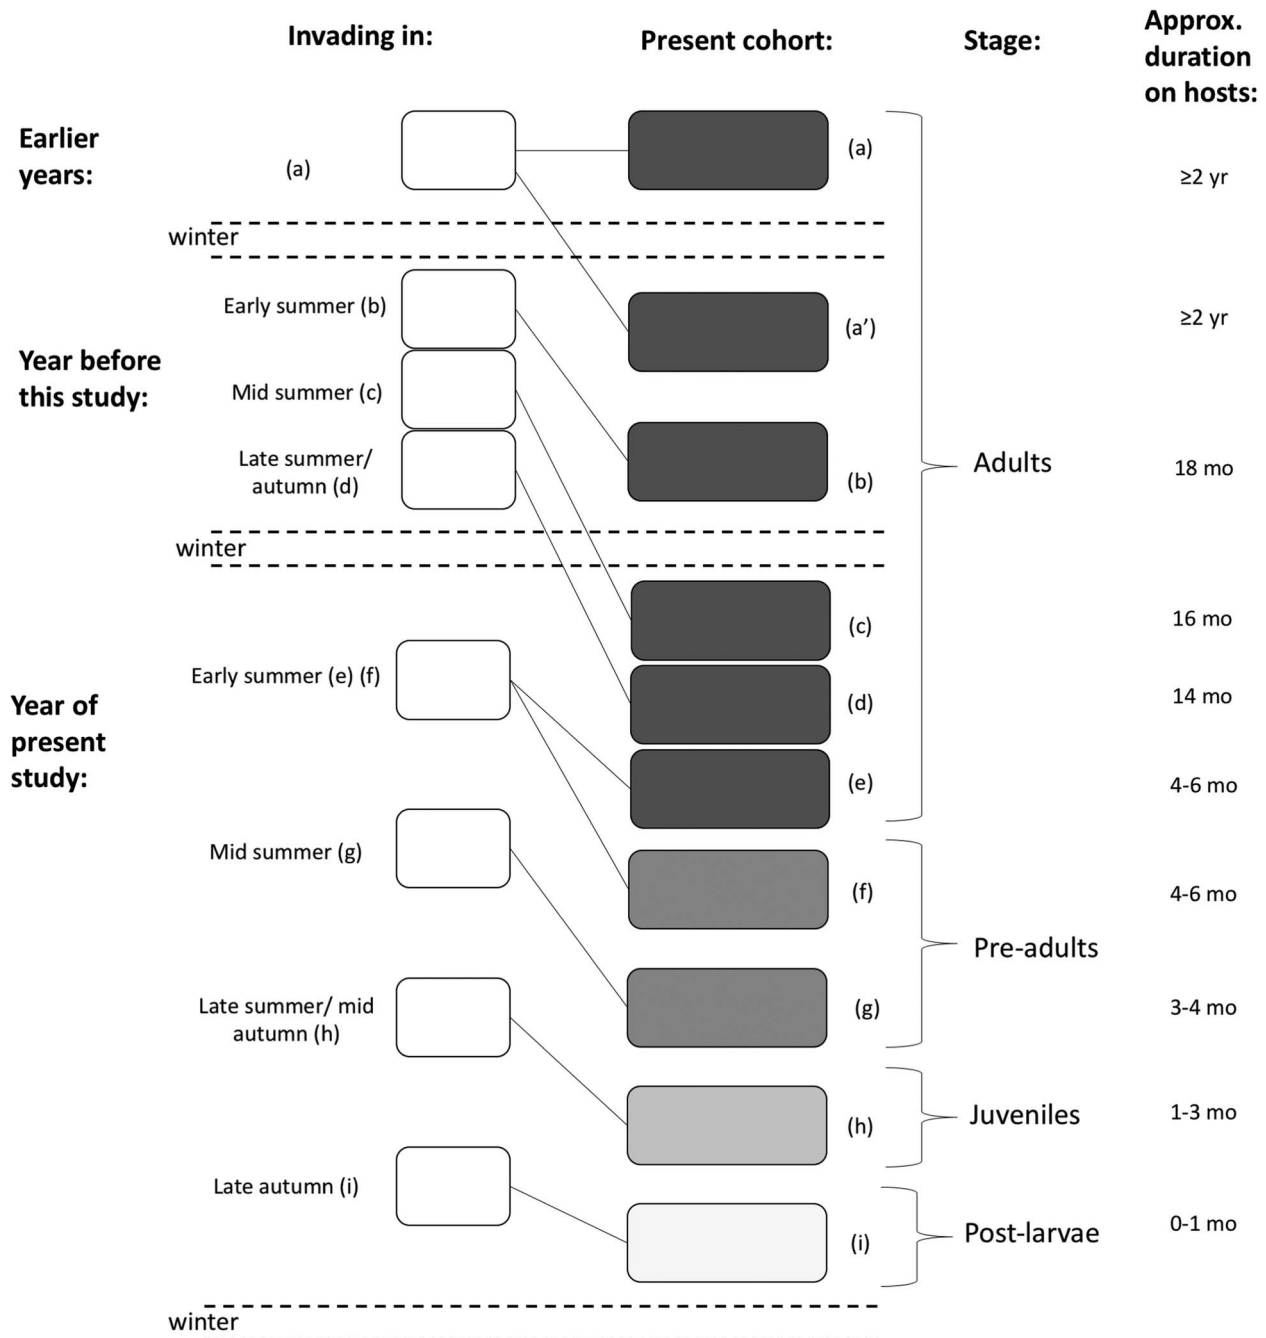 Invading in:
Present cohort:
Stage:
Approx.
duration
on hosts:
Earlier
years:
(a)
(a)
≥2 yr
winter
Early summer (b)
(a’)
≥2 yr
Year before
this study:
Mid summer (c)
Late summer/
autumn (d)
(b)
Adults
18 mo
winter
(c)
16 mo
Early summer (e) (f)
(d)
14 mo
Year of
present
study:
(e)
4-6 mo
Mid summer (g)
(f)
4-6 mo
Pre-adults
Late summer/ mid
autumn (h)
(g)
3-4 mo
(h)
Juveniles
1-3 mo
Late autumn (i)
(i)
Post-larvae
0-1 mo
winter